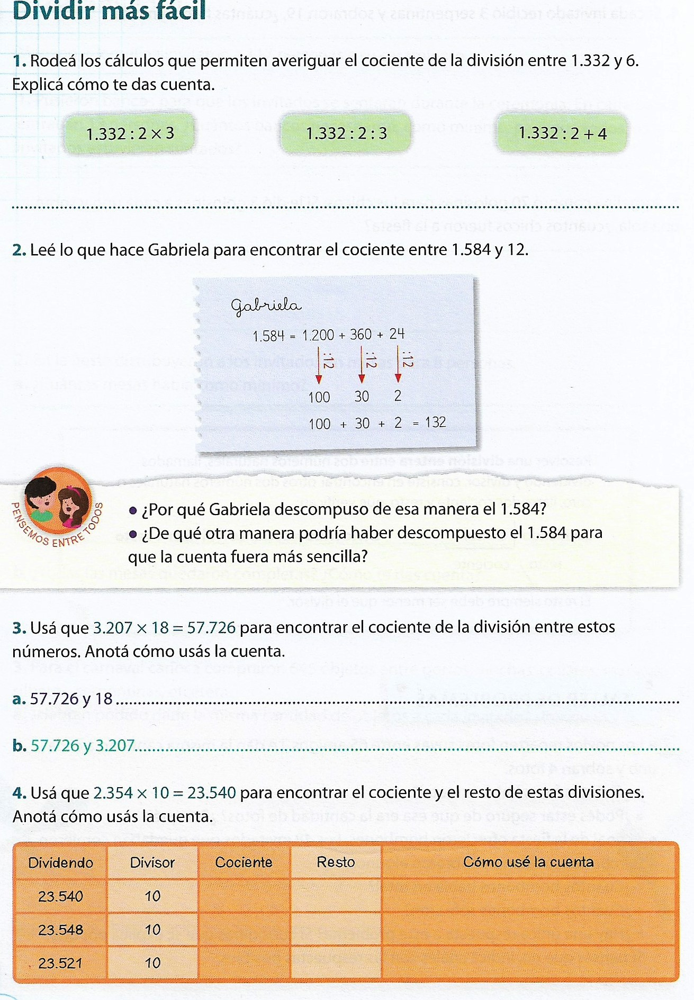 Dividir más fácil
1. Rodeá los cálculos que permiten averiguar el cociente de la división entre 1.332 y 6.
Explicá cómo te das cuenta.
1.332 : 2 × 3
1.332 : 2 : 3
1.332 : 2 + 4
2. Leé lo que hace Gabriela para encontrar el cociente entre 1.584 y 12.
Gabriela
1.584 = 1.200 + 360 + 24
:12 :12 :12
100 30 2
100 + 30 + 2 = 132
PENSEMOS ENTRE TODOS
● ¿Por qué Gabriela descompuso de esa manera el 1.584?
● ¿De qué otra manera podría haber descompuesto el 1.584 para
que la cuenta fuera más sencilla?
3. Usá que 3.207 × 18 = 57.726 para encontrar el cociente de la división entre estos
números. Anotá cómo usás la cuenta.
a. 57.726 y 18
b. 57.726 y 3.207
4. Usá que 2.354 × 10 = 23.540 para encontrar el cociente y el resto de estas divisiones.
Anotá cómo usás la cuenta.
Dividendo Divisor Cociente Resto Cómo usé la cuenta
23.540 10
23.548 10
23.521 10